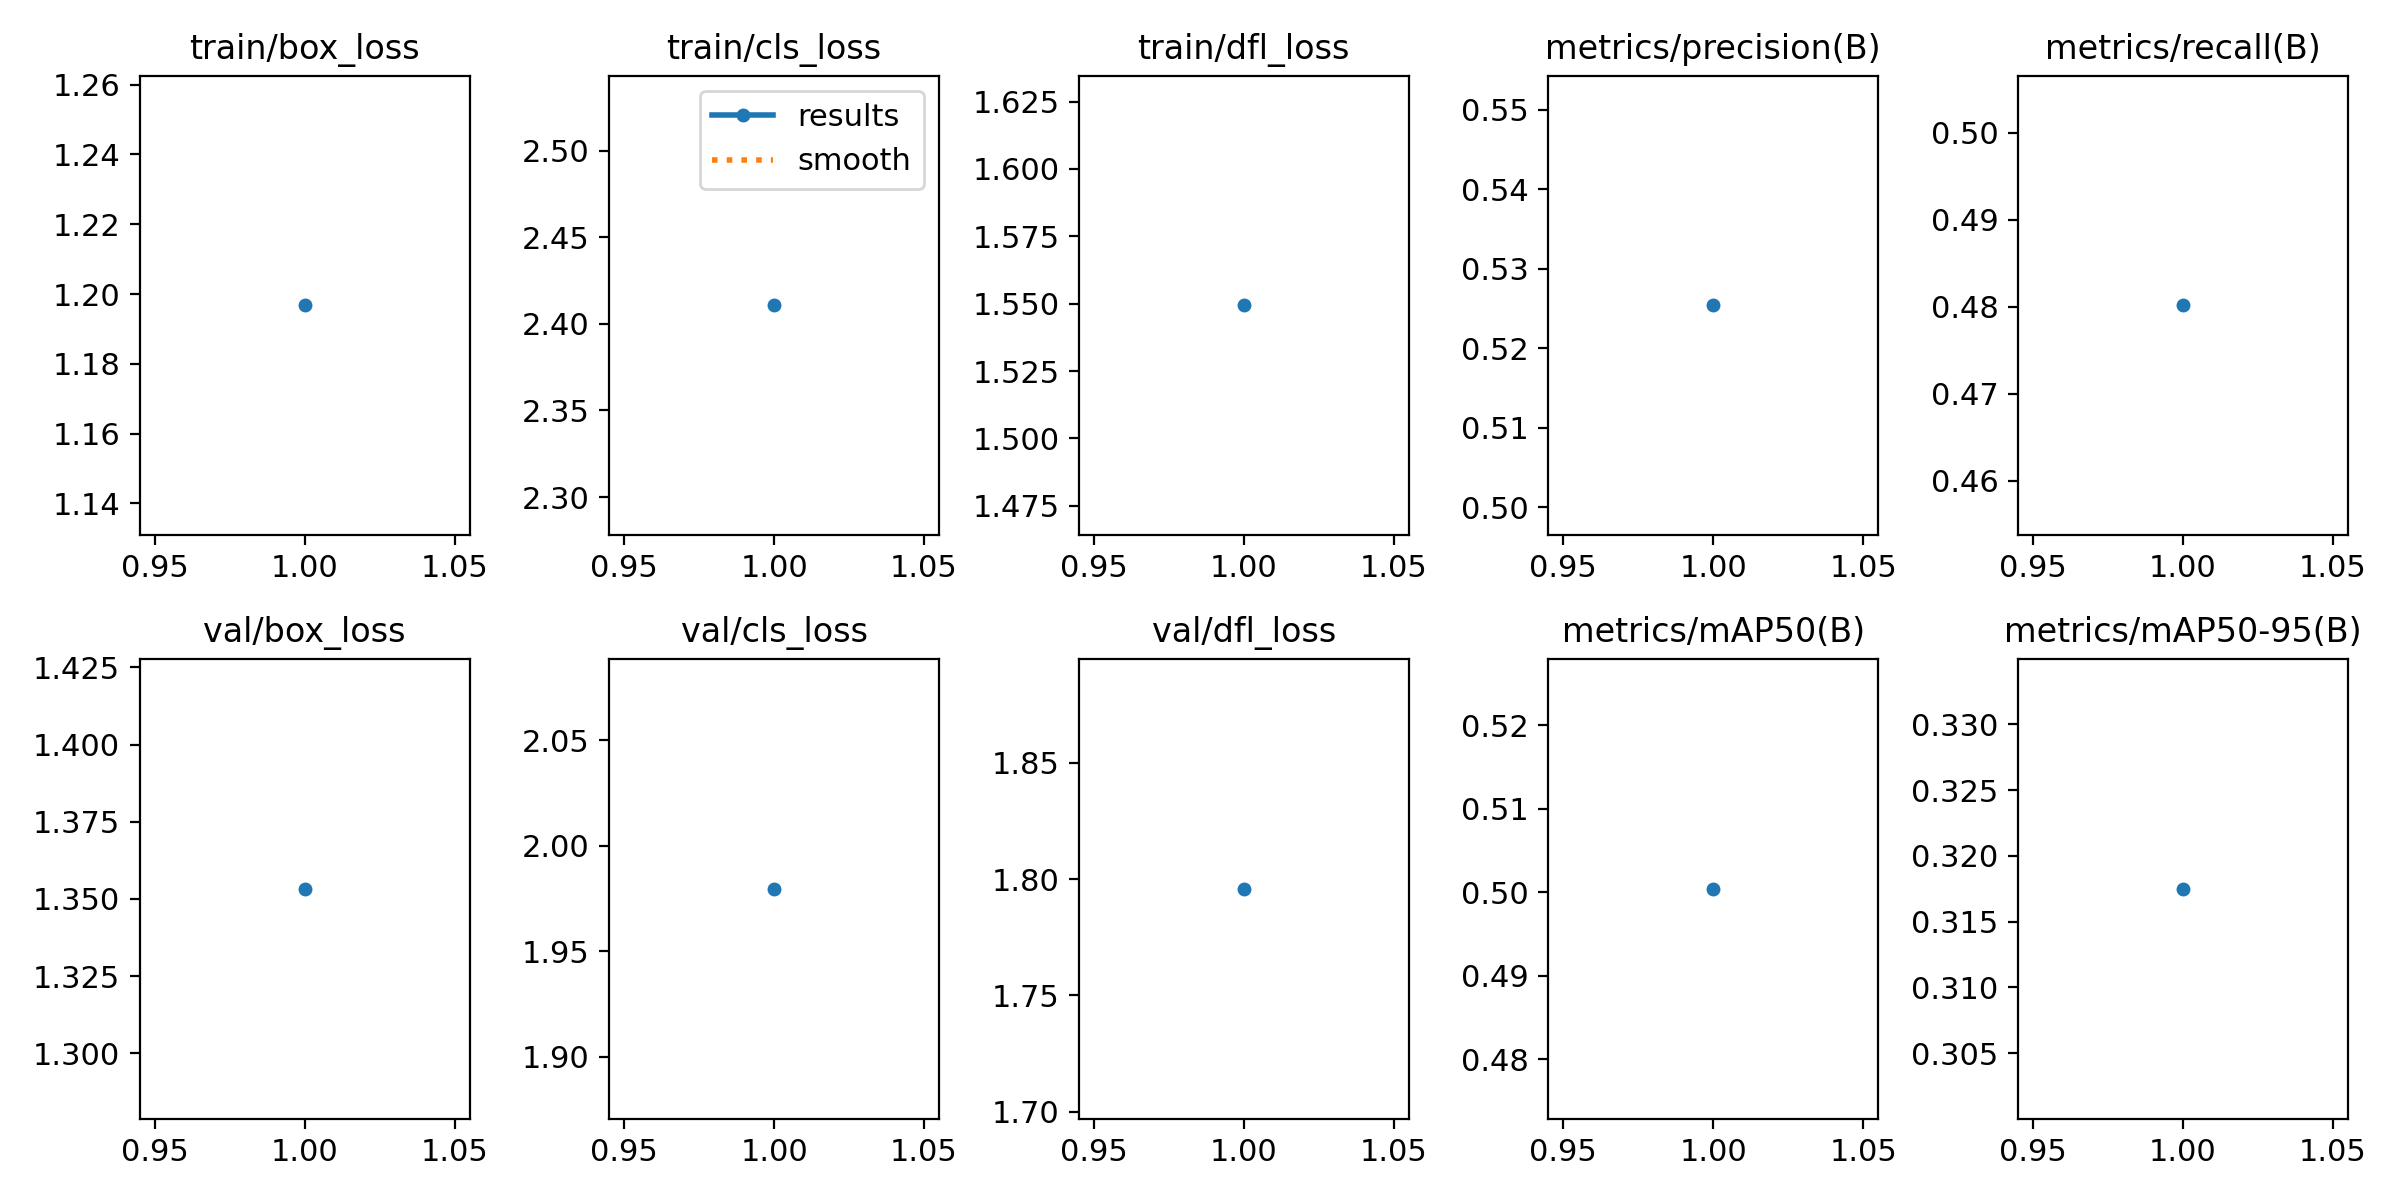 train/box_loss
1.26
1.24
1.22
1.20
1.18
1.16
1.14
0.95 1.00 1.05
train/cls_loss
results
smooth
2.50
2.45
2.40
2.35
2.30
0.95 1.00 1.05
train/dfl_loss
1.625
1.600
1.575
1.550
1.525
1.500
1.475
0.95 1.00 1.05
metrics/precision(B)
0.55
0.54
0.53
0.52
0.51
0.50
0.95 1.00 1.05
metrics/recall(B)
0.50
0.49
0.48
0.47
0.46
0.95 1.00 1.05
val/box_loss
1.425
1.400
1.375
1.350
1.325
1.300
0.95 1.00 1.05
val/cls_loss
2.05
2.00
1.95
1.90
0.95 1.00 1.05
val/dfl_loss
1.85
1.80
1.75
1.70
0.95 1.00 1.05
metrics/mAP50(B)
0.52
0.51
0.50
0.49
0.48
0.95 1.00 1.05
metrics/mAP50-95(B)
0.330
0.325
0.320
0.315
0.310
0.305
0.95 1.00 1.05